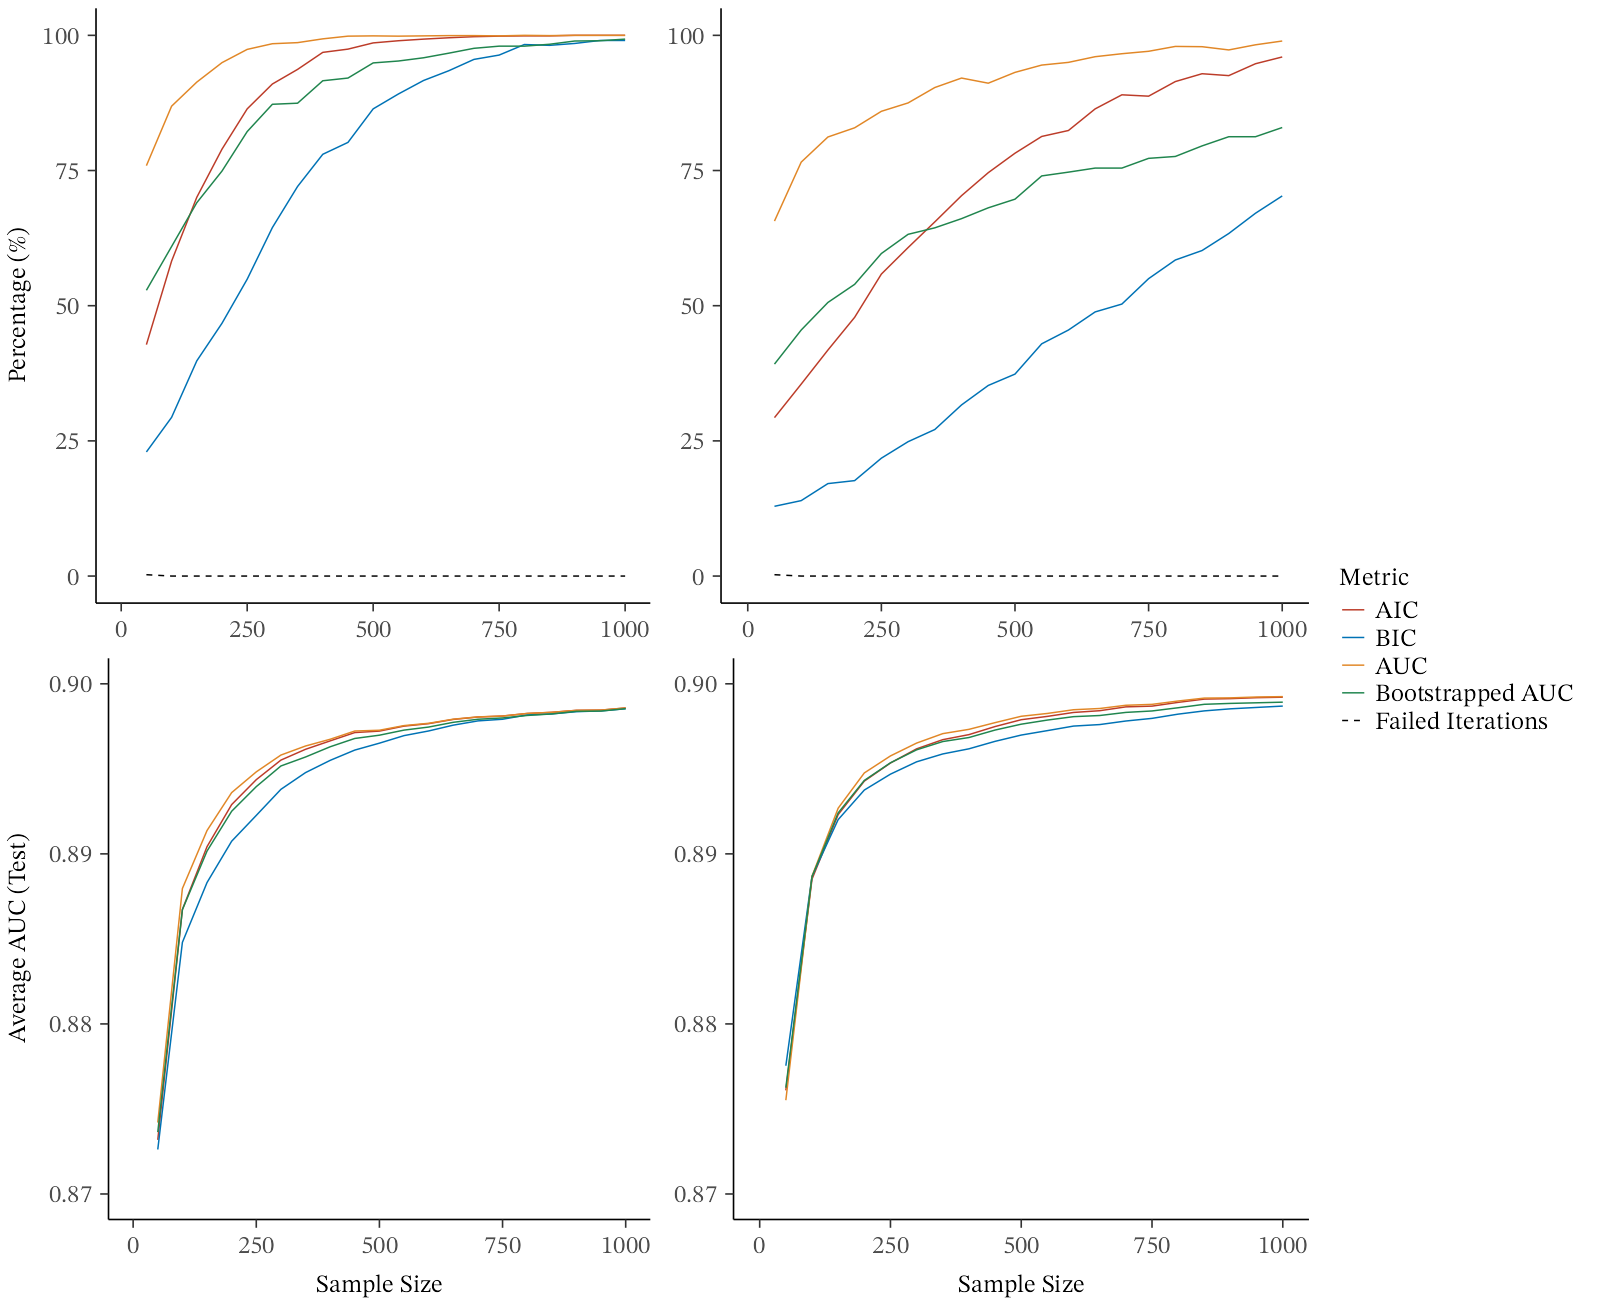 100
75
50
25
0
Percentage (%)
0 250 500 750 1000
100
75
50
25
0
0 250 500 750 1000
0.90
0.89
0.88
0.87
Average AUC (Test)
0 250 500 750 1000
Sample Size
0.90
0.89
0.88
0.87
0 250 500 750 1000
Sample Size
Metric
AIC
BIC
AUC
Bootstrapped AUC
Failed Iterations